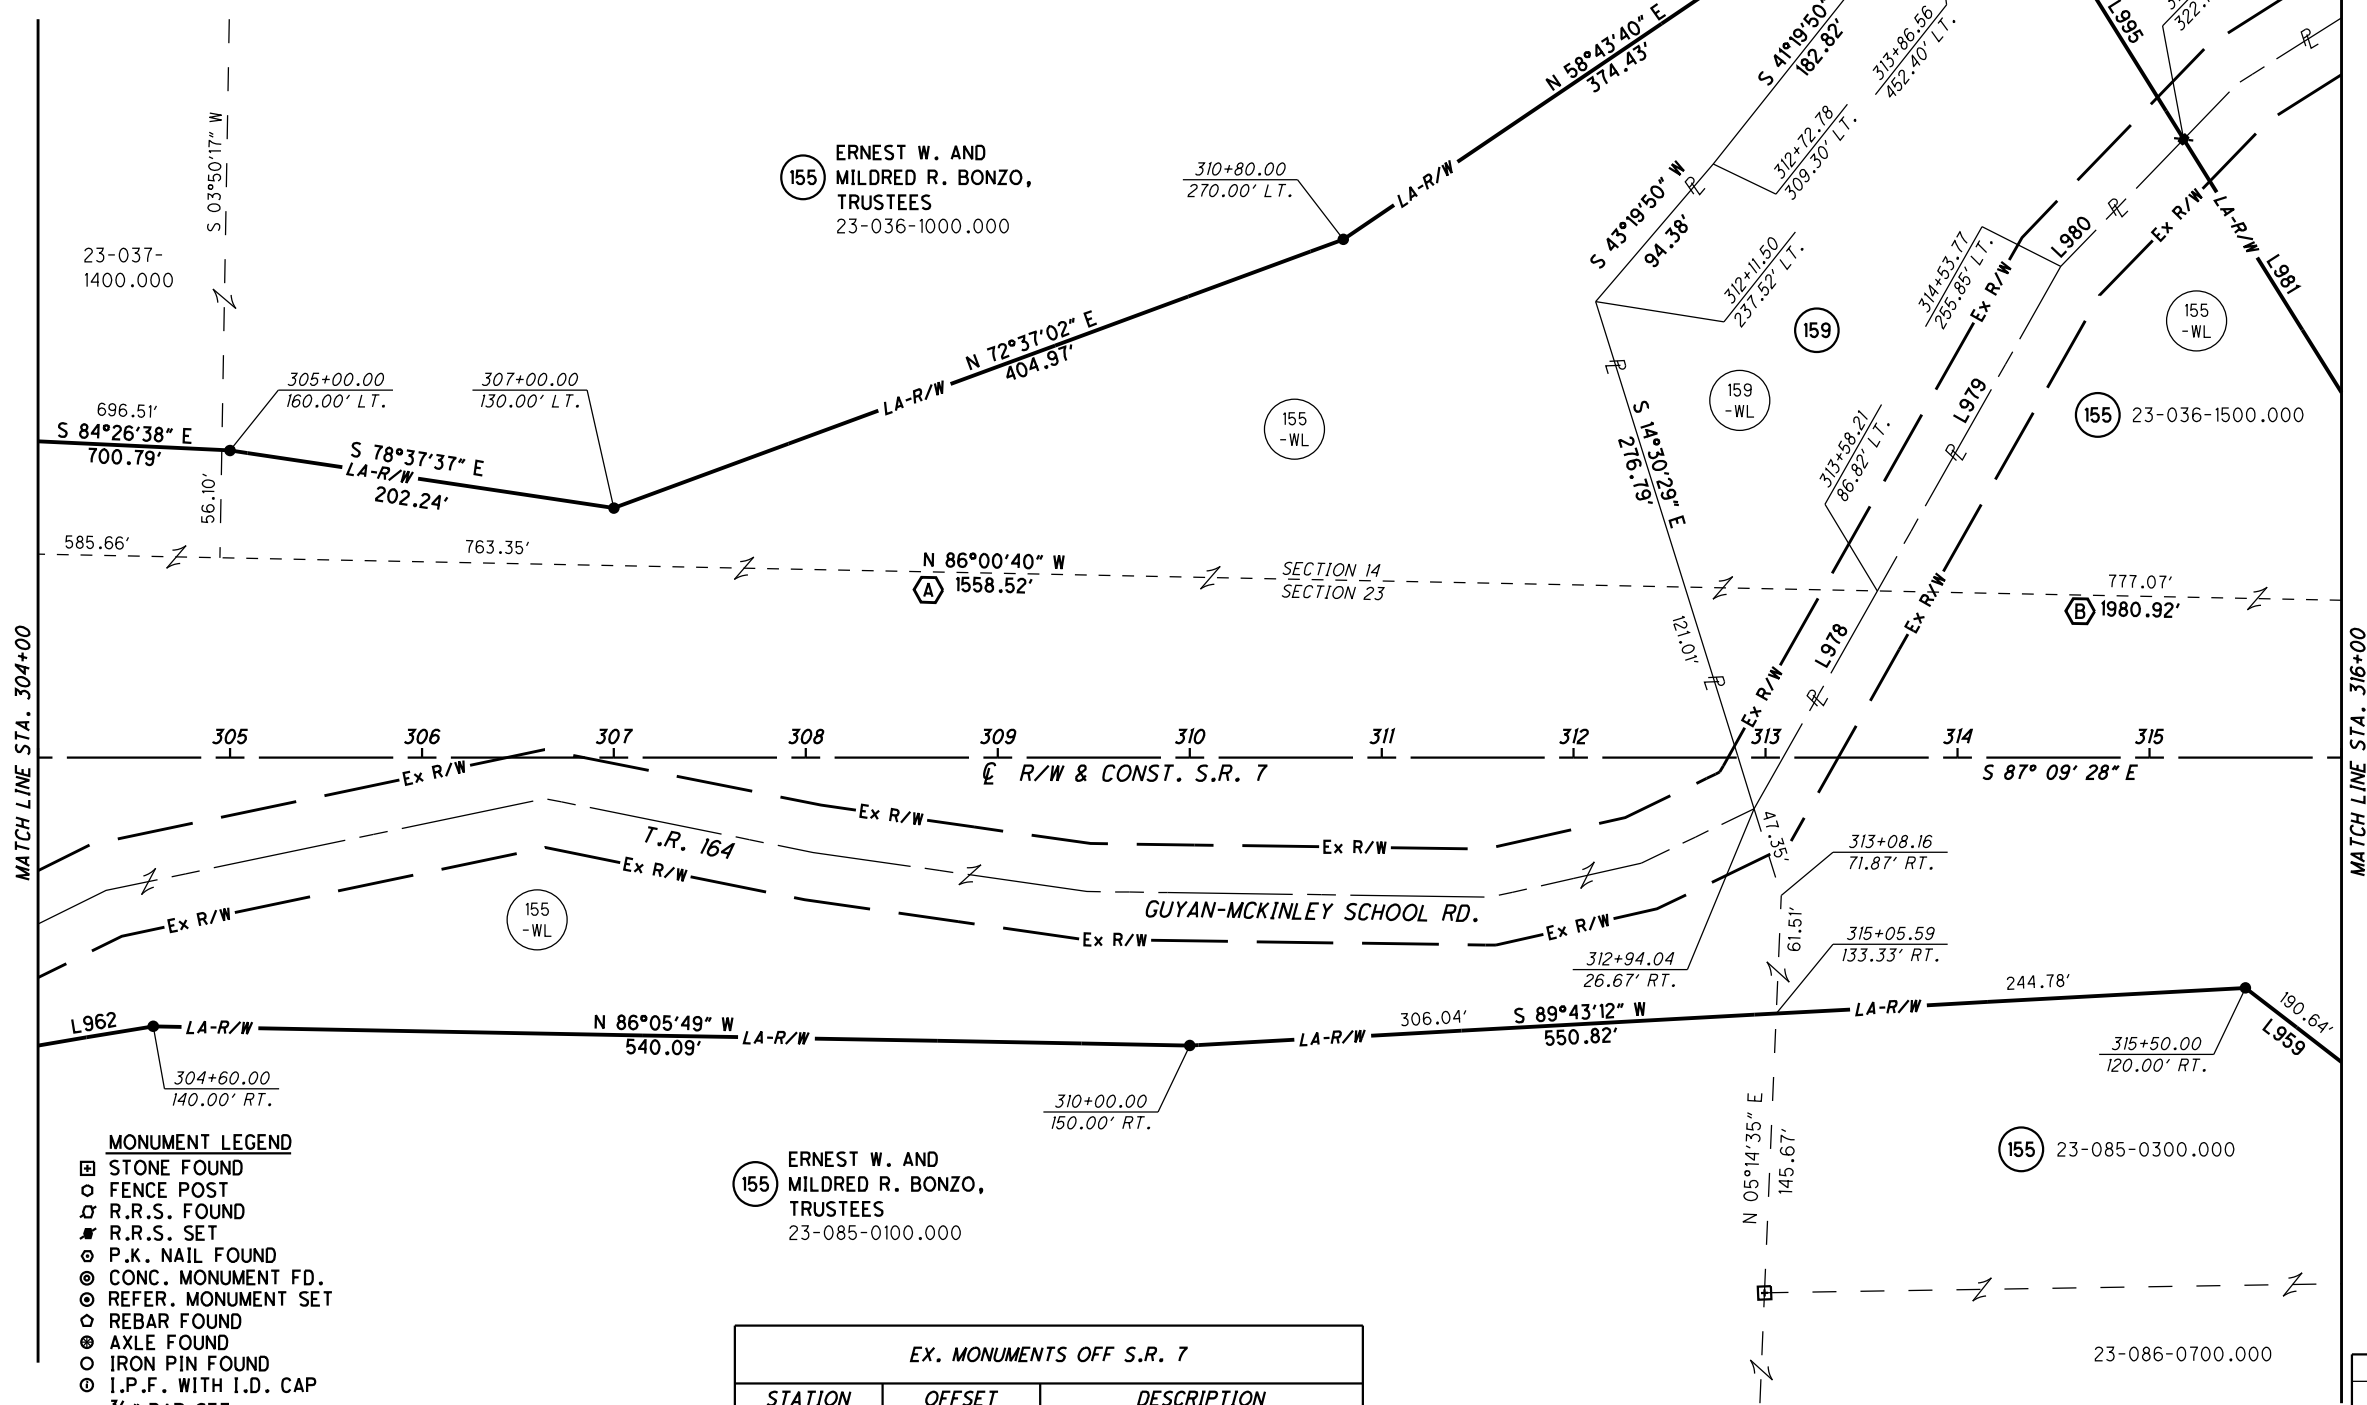 L995
322.
℄
N 58°43'40" E
374.43'
S 41°19'50"
182.82'
313+86.56
452.40' LT.
312+72.78
309.30' LT.
S 43°19'50" W
94.38'
312+11.50
237.52' LT.
S 03°50'17" W
155
ERNEST W. AND
MILDRED R. BONZO,
TRUSTEES
23-036-1000.000
310+80.00
270.00' LT.
LA-R/W
23-037-
1400.000
314+53.77
255.85' LT.
L980
Ex R/W
Ex R/W
LA-R/W
L981
155
-WL
159
159
-WL
155
23-036-1500.000
N 72°37'02" E
404.97'
LA-R/W
305+00.00
160.00' LT.
307+00.00
130.00' LT.
696.51'
S 84°26'38" E
700.79'
S 78°37'37" E
LA-R/W
202.24'
56.10'
155
-WL
S 14°30'29" E
276.79'
L979
313+58.21
86.82' LT.
585.66'
763.35'
N 86°00'40" W
A
1558.52'
SECTION 14
SECTION 23
777.07'
B
1980.92'
Ex R/W
121.01'
L978
Ex R/W
MATCH LINE STA. 304+00
MATCH LINE STA. 316+00
305
306
307
308
309
310
311
312
313
314
315
℄ R/W & CONST. S.R. 7
S 87° 09' 28" E
Ex R/W
Ex R/W
T.R. 164
Ex R/W
Ex R/W
47.35'
313+08.16
71.87' RT.
Ex R/W
155
-WL
GUYAN-MCKINLEY SCHOOL RD.
Ex R/W
Ex R/W
61.51'
312+94.04
26.67' RT.
315+05.59
133.33' RT.
L962
LA-R/W
N 86°05'49" W
540.09'
LA-R/W
LA-R/W
306.04'
S 89°43'12" W
550.82'
LA-R/W
244.78'
190.64'
L959
304+60.00
140.00' RT.
310+00.00
150.00' RT.
315+50.00
120.00' RT.
N 05°14'35" E
145.67'
155
23-085-0300.000
155
ERNEST W. AND
MILDRED R. BONZO,
TRUSTEES
23-085-0100.000
MONUMENT LEGEND
STONE FOUND
FENCE POST
R.R.S. FOUND
R.R.S. SET
P.K. NAIL FOUND
CONC. MONUMENT FD.
REFER. MONUMENT SET
REBAR FOUND
AXLE FOUND
IRON PIN FOUND
I.P.F. WITH I.D. CAP
23-086-0700.000
EX. MONUMENTS OFF S.R. 7
STATION
OFFSET
DESCRIPTION